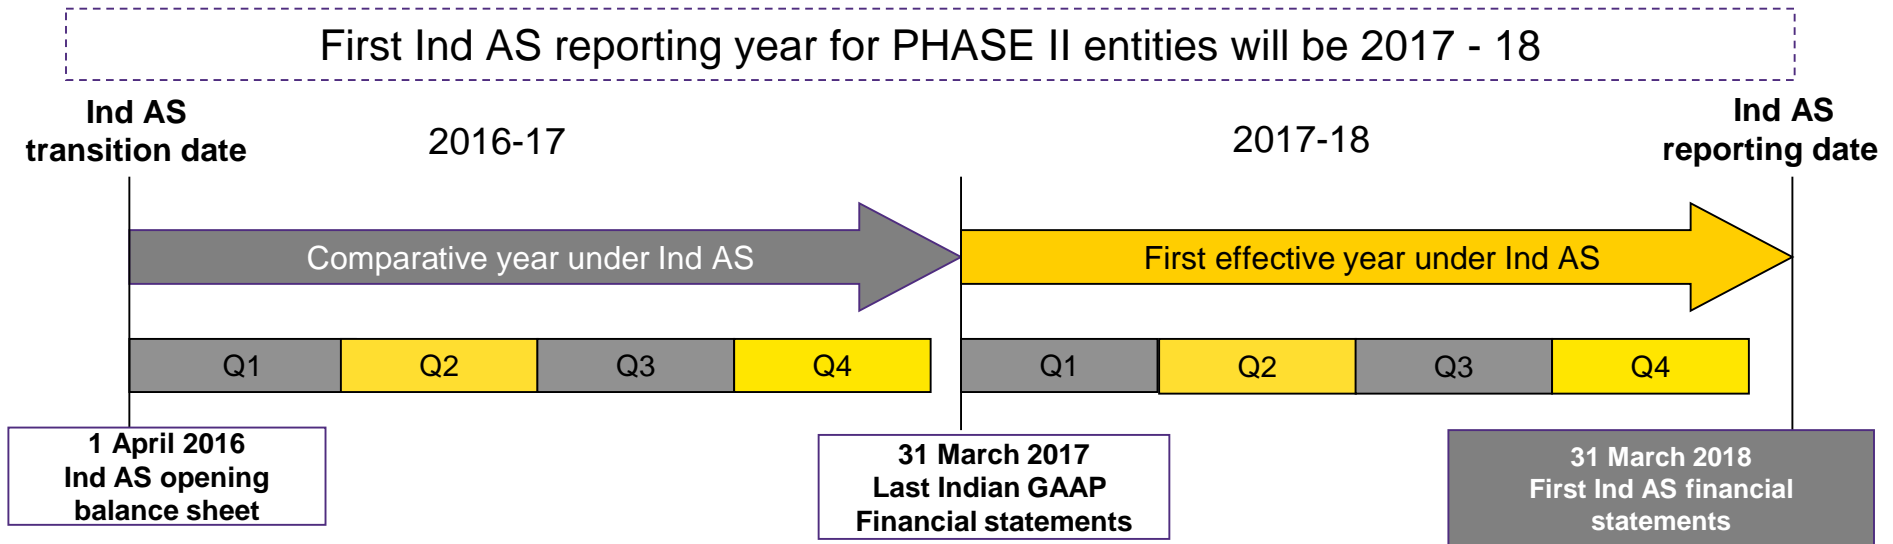 First Ind AS reporting year for PHASE II entities will be 2017 - 18
Ind AS
transition date
2016-17
2017-18
Ind AS
reporting date
Comparative year under Ind AS
First effective year under Ind AS
Q1
Q2
Q3
Q4
Q1
Q2
Q3
Q4
1 April 2016
Ind AS opening
balance sheet
31 March 2017
Last Indian GAAP
Financial statements
31 March 2018
First Ind AS financial
statements